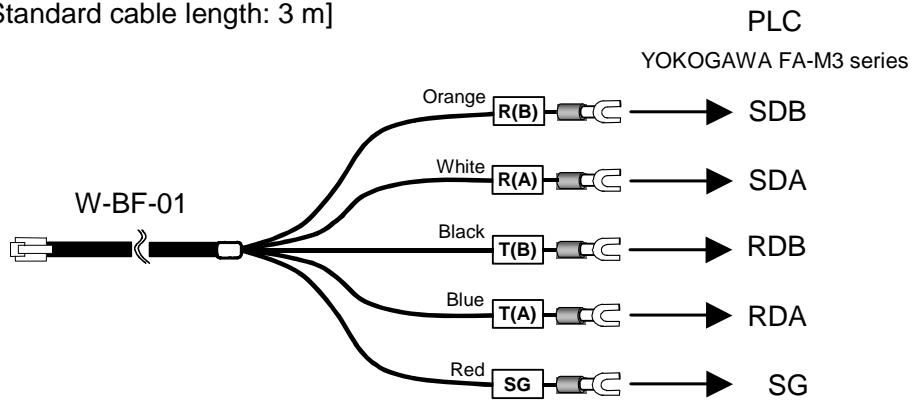 Standard cable length: 3 m]
PLC
YOKOGAWA FA-M3 series
W-BF-01
Orange R(B) SDB
White R(A) SDA
Black T(B) RDB
Blue T(A) RDA
Red SG SG